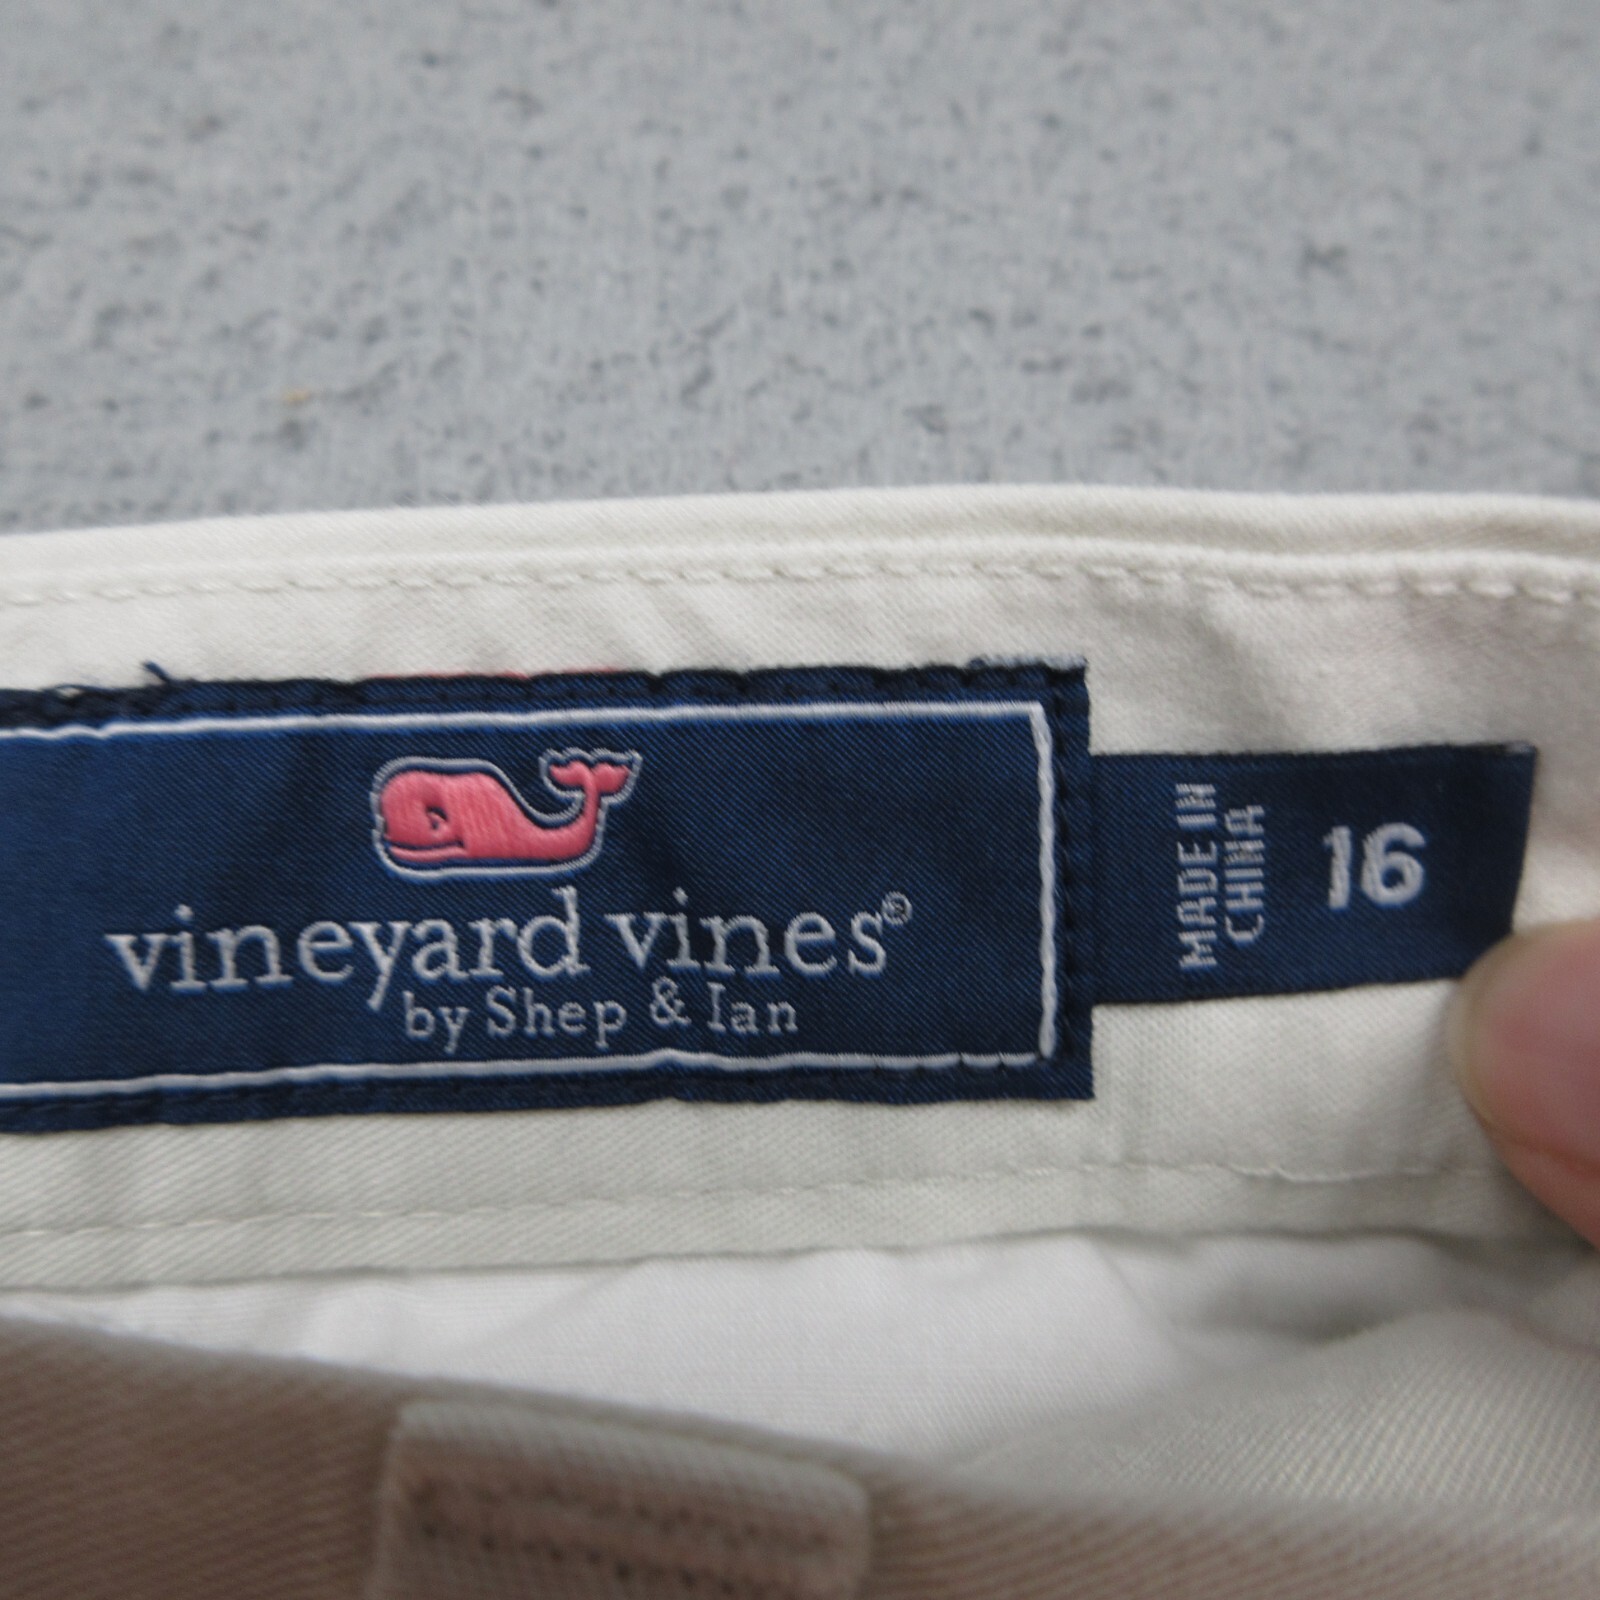 vineyard vines®
by Shep & Ian
MADE IN
CHINA
16